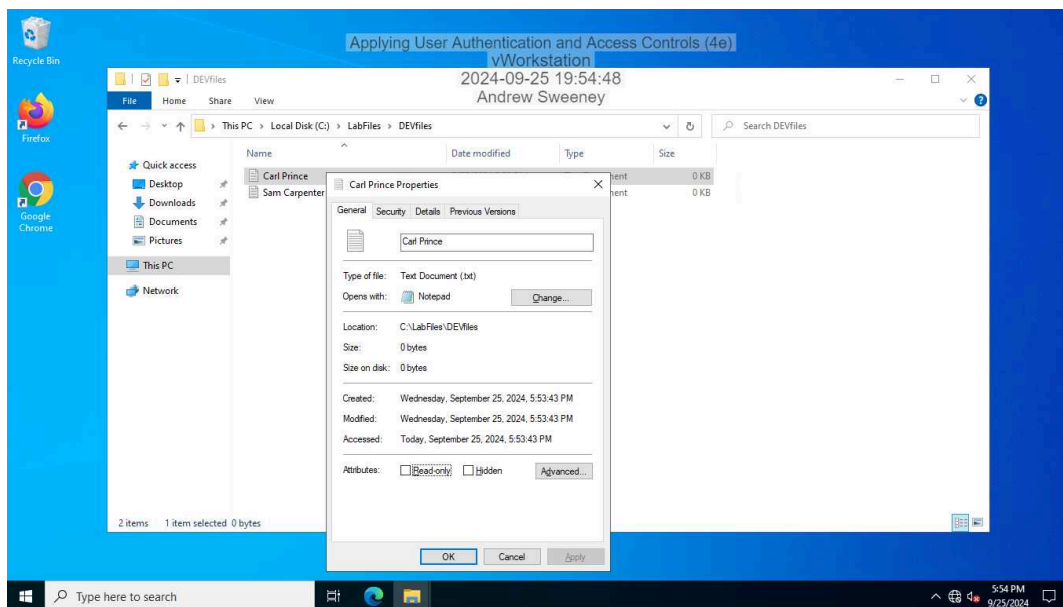 Recycle Bin
Firefox
Google
Chrome
Applying User Authentication and Access Controls (4e)
vWorkstation
2024-09-25 19:54:48
Andrew Sweeney
DEVfiles
File Home Share View
This PC > Local Disk (C:) > LabFiles > DEVfiles
Search DEVfiles
Name Date modified Type Size
Quick access
Desktop
Downloads
Documents
Pictures
This PC
Network
Carl Prince 0 KB
Sam Carpenter 0 KB
Carl Prince Properties
General Security Details Previous Versions
Carl Prince
Type of file: Text Document (.txt)
Opens with: Notepad Change...
Location: C:\LabFiles\DEVfiles
Size: 0 bytes
Size on disk: 0 bytes
Created: Wednesday, September 25, 2024, 5:53:43 PM
Modified: Wednesday, September 25, 2024, 5:53:43 PM
Accessed: Today, September 25, 2024, 5:53:43 PM
Attributes: Read-only Hidden Advanced...
OK Cancel Apply
2 items 1 item selected 0 bytes
Type here to search
5:54 PM
9/25/2024